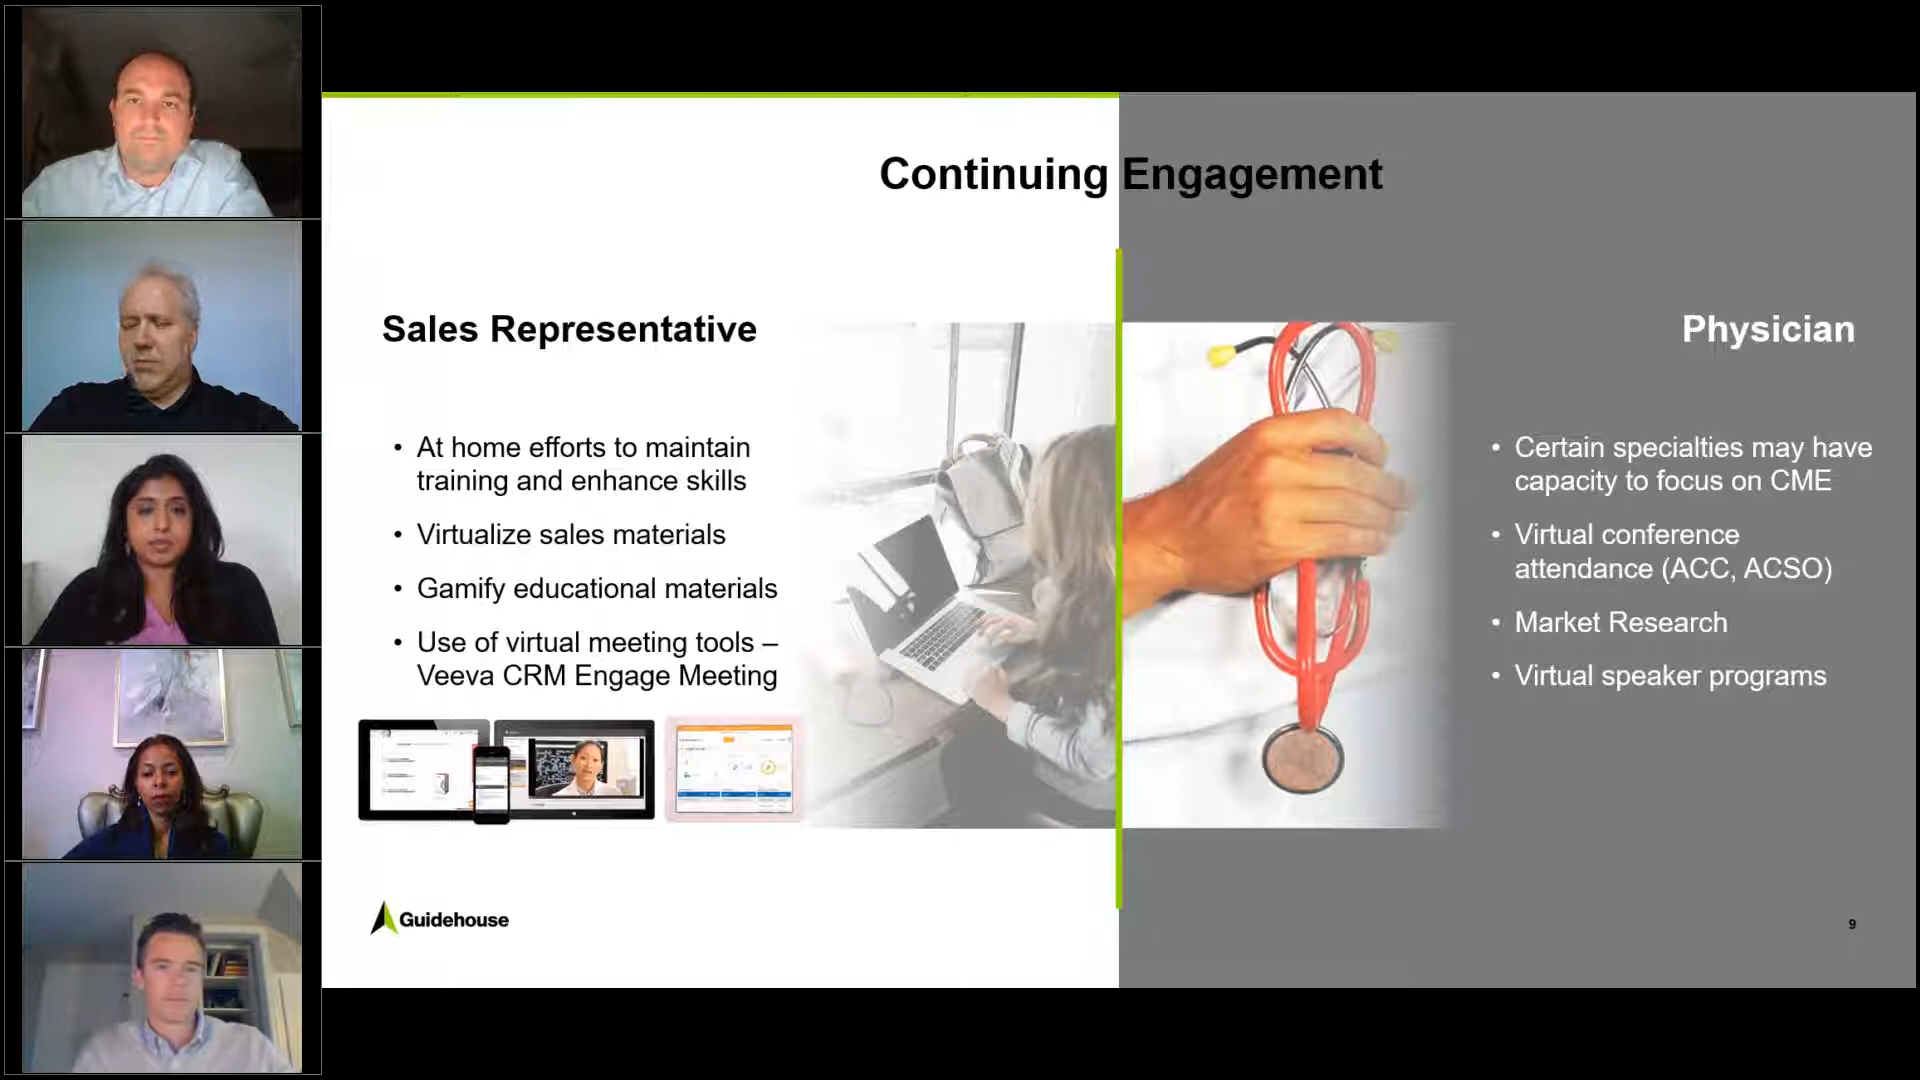 Continuing Engagement
Sales Representative
• At home efforts to maintain
training and enhance skills
• Virtualize sales materials
• Gamify educational materials
• Use of virtual meeting tools –
Veeva CRM Engage Meeting
Physician
• Certain specialties may have
capacity to focus on CME
• Virtual conference
attendance (ACC, ACSO)
• Market Research
• Virtual speaker programs
Guidehouse
9